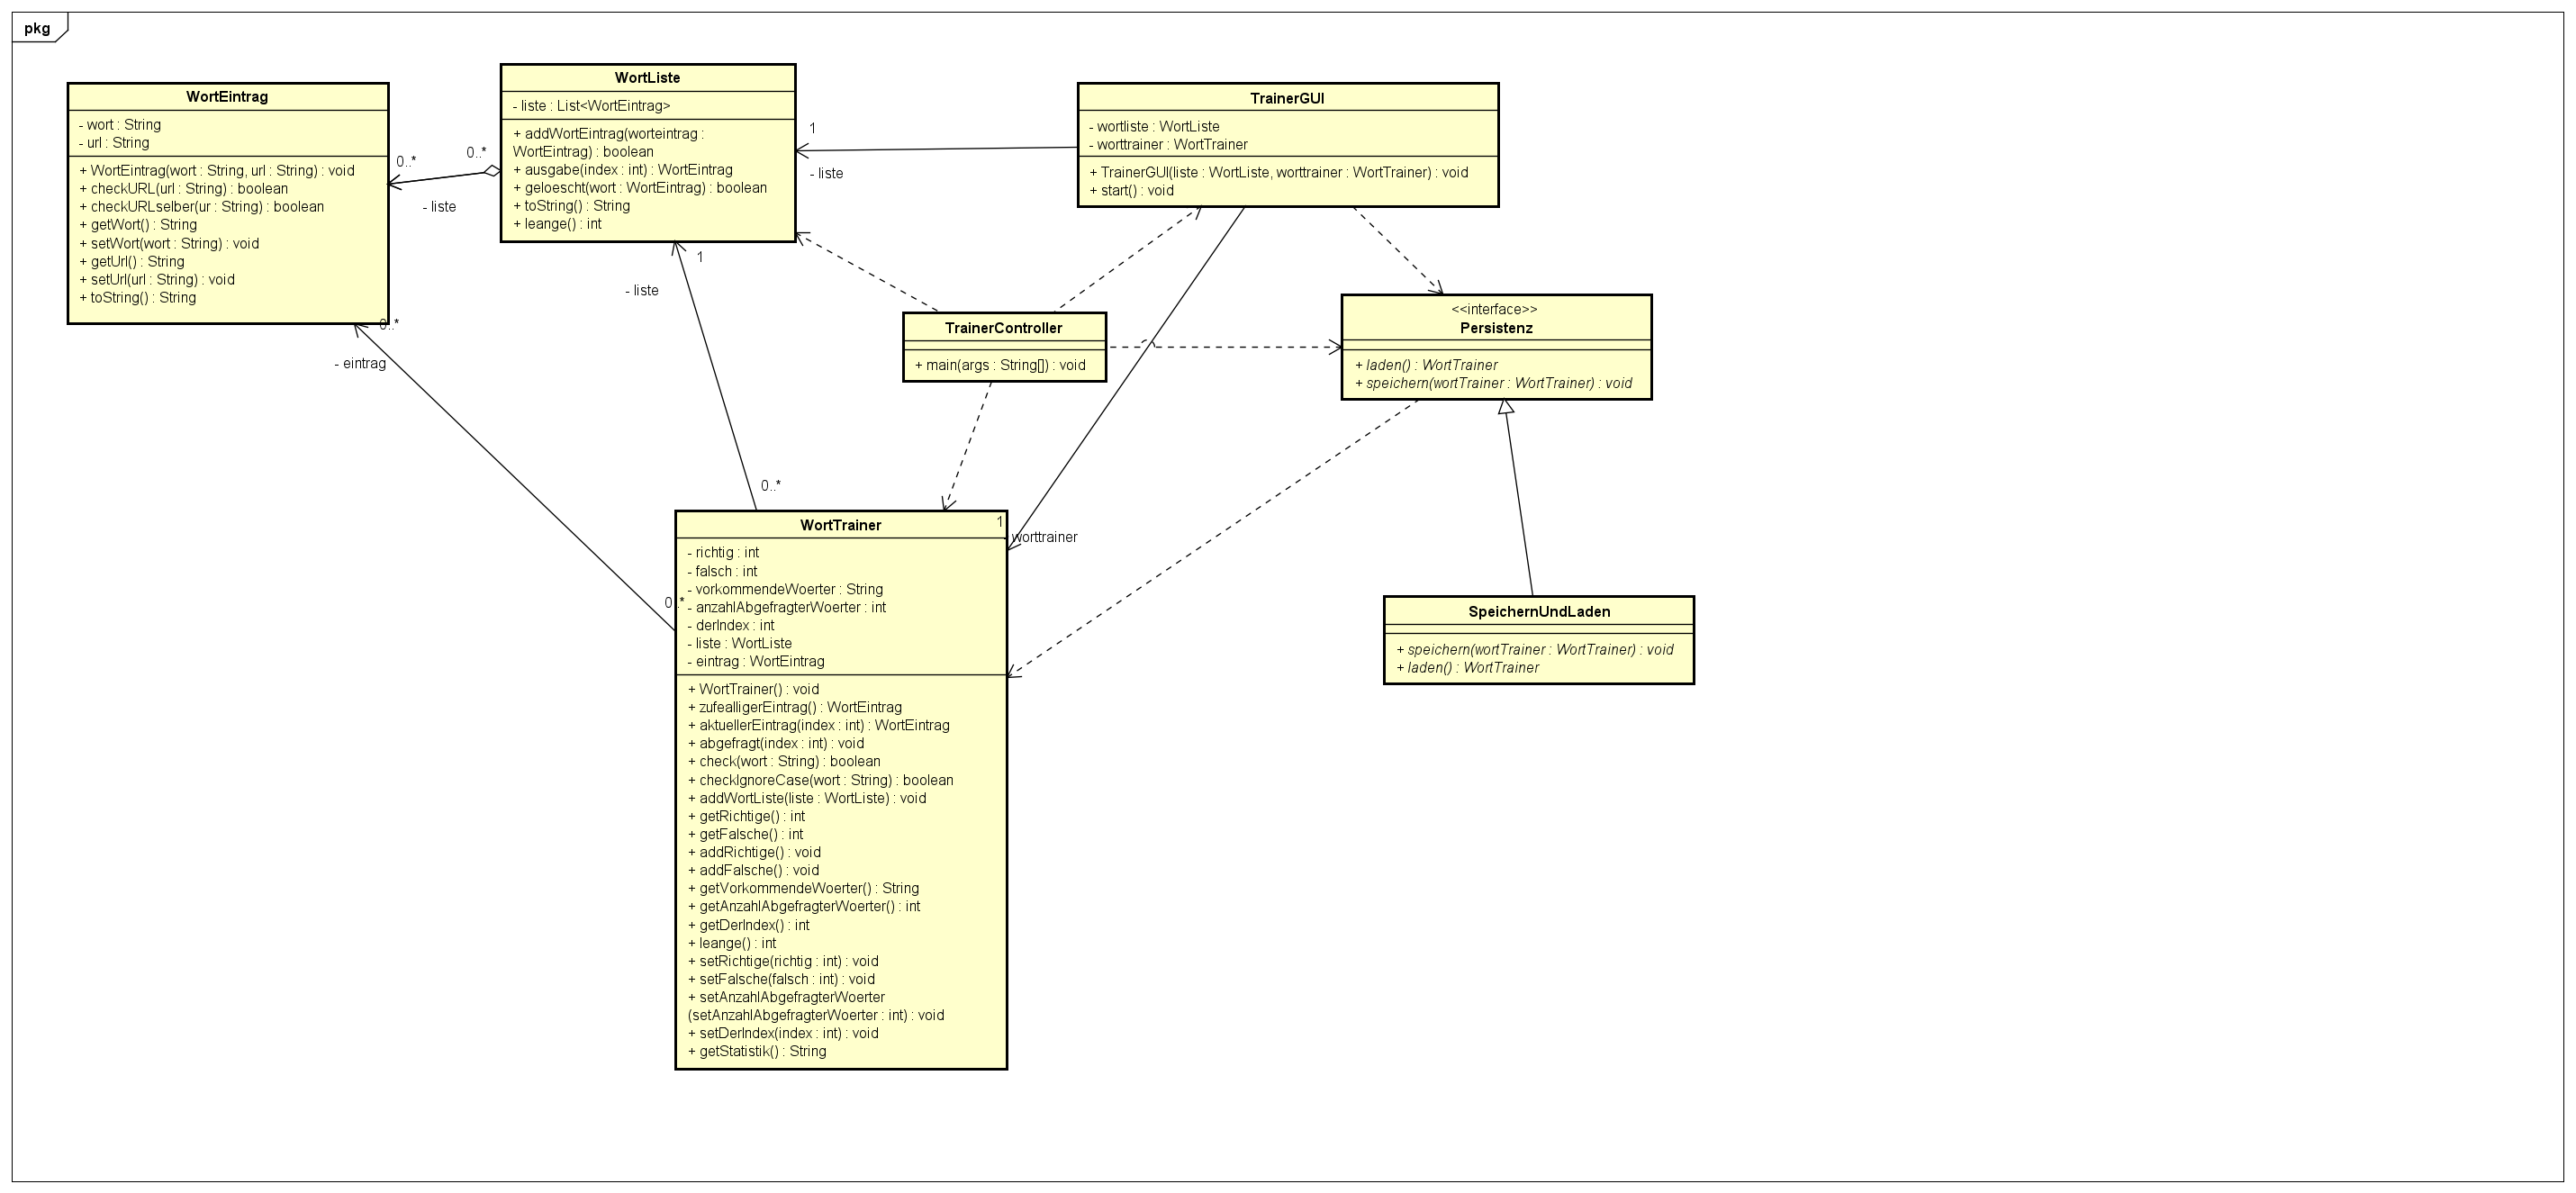 pkg
WortEintrag
- wort : String
- url : String
+ WortEintrag(wort : String, url : String) : void
+ checkURL(url : String) : boolean
+ checkURLselber(ur : String) : boolean
+ getWort() : String
+ setWort(wort : String) : void
+ getUrl() : String
+ setUrl(url : String) : void
+ toString() : String
0..*
0..*
- liste
WortListe
- liste : List<WortEintrag>
+ addWortEintrag(worteintrag :
WortEintrag) : boolean
+ ausgabe(index : int) : WortEintrag
+ geloescht(wort : WortEintrag) : boolean
+ toString() : String
+ leange() : int
1
- liste
TrainerGUI
- wortliste : WortListe
- worttrainer : WortTrainer
+ TrainerGUI(liste : WortListe, worttrainer : WortTrainer) : void
+ start() : void
1
- liste
0..*
- eintrag
TrainerController
+ main(args : String[]) : void
<<interface>>
Persistenz
+ laden() : WortTrainer
+ speichern(wortTrainer : WortTrainer) : void
0..*
WortTrainer
1
- worttrainer
0..*
- richtig : int
- falsch : int
- vorkommendeWoerter : String
- anzahlAbgefragterWoerter : int
- derIndex : int
- liste : WortListe
- eintrag : WortEintrag
+ WortTrainer() : void
+ zufealligerEintrag() : WortEintrag
+ aktuellerEintrag(index : int) : WortEintrag
+ abgefragt(index : int) : void
+ check(wort : String) : boolean
+ checkIgnoreCase(wort : String) : boolean
+ addWortListe(liste : WortListe) : void
+ getRichtige() : int
+ getFalsche() : int
+ addRichtige() : void
+ addFalsche() : void
+ getVorkommendeWoerter() : String
+ getAnzahlAbgefragterWoerter() : int
+ getDerIndex() : int
+ leange() : int
+ setRichtige(richtig : int) : void
+ setFalsche(falsch : int) : void
+ setAnzahlAbgefragterWoerter
(setAnzahlAbgefragterWoerter : int) : void
+ setDerIndex(index : int) : void
+ getStatistik() : String
SpeichernUndLaden
+ speichern(wortTrainer : WortTrainer) : void
+ laden() : WortTrainer